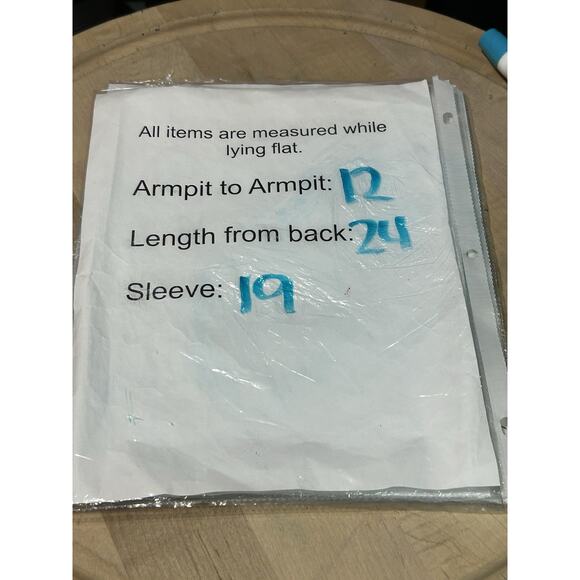 All items are measured while
lying flat.
Armpit to Armpit: 12
Length from back: 24
Sleeve: 19